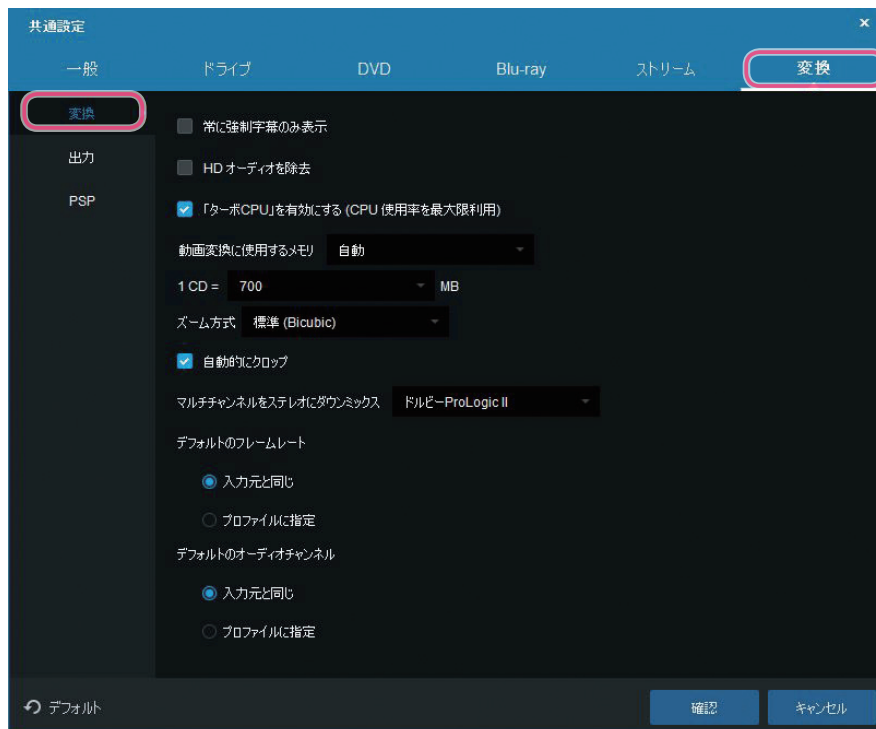 共通設定
×
一般 ドライブ DVD Blu-ray ストリーム 変換
変換
出力
PSP
常に強制字幕のみ表示
HD オーディオを除去
「ターボCPU」を有効にする (CPU 使用率を最大限利用)
動画変換に使用するメモリ 自動
1 CD = 700 MB
ズーム方式 標準 (Bicubic)
自動的にクロップ
マルチチャンネルをステレオにダウンミックス ドルビーProLogic II
デフォルトのフレームレート
入力元と同じ
プロファイルに指定
デフォルトのオーディオチャンネル
入力元と同じ
プロファイルに指定
デフォルト 確認 キャンセル